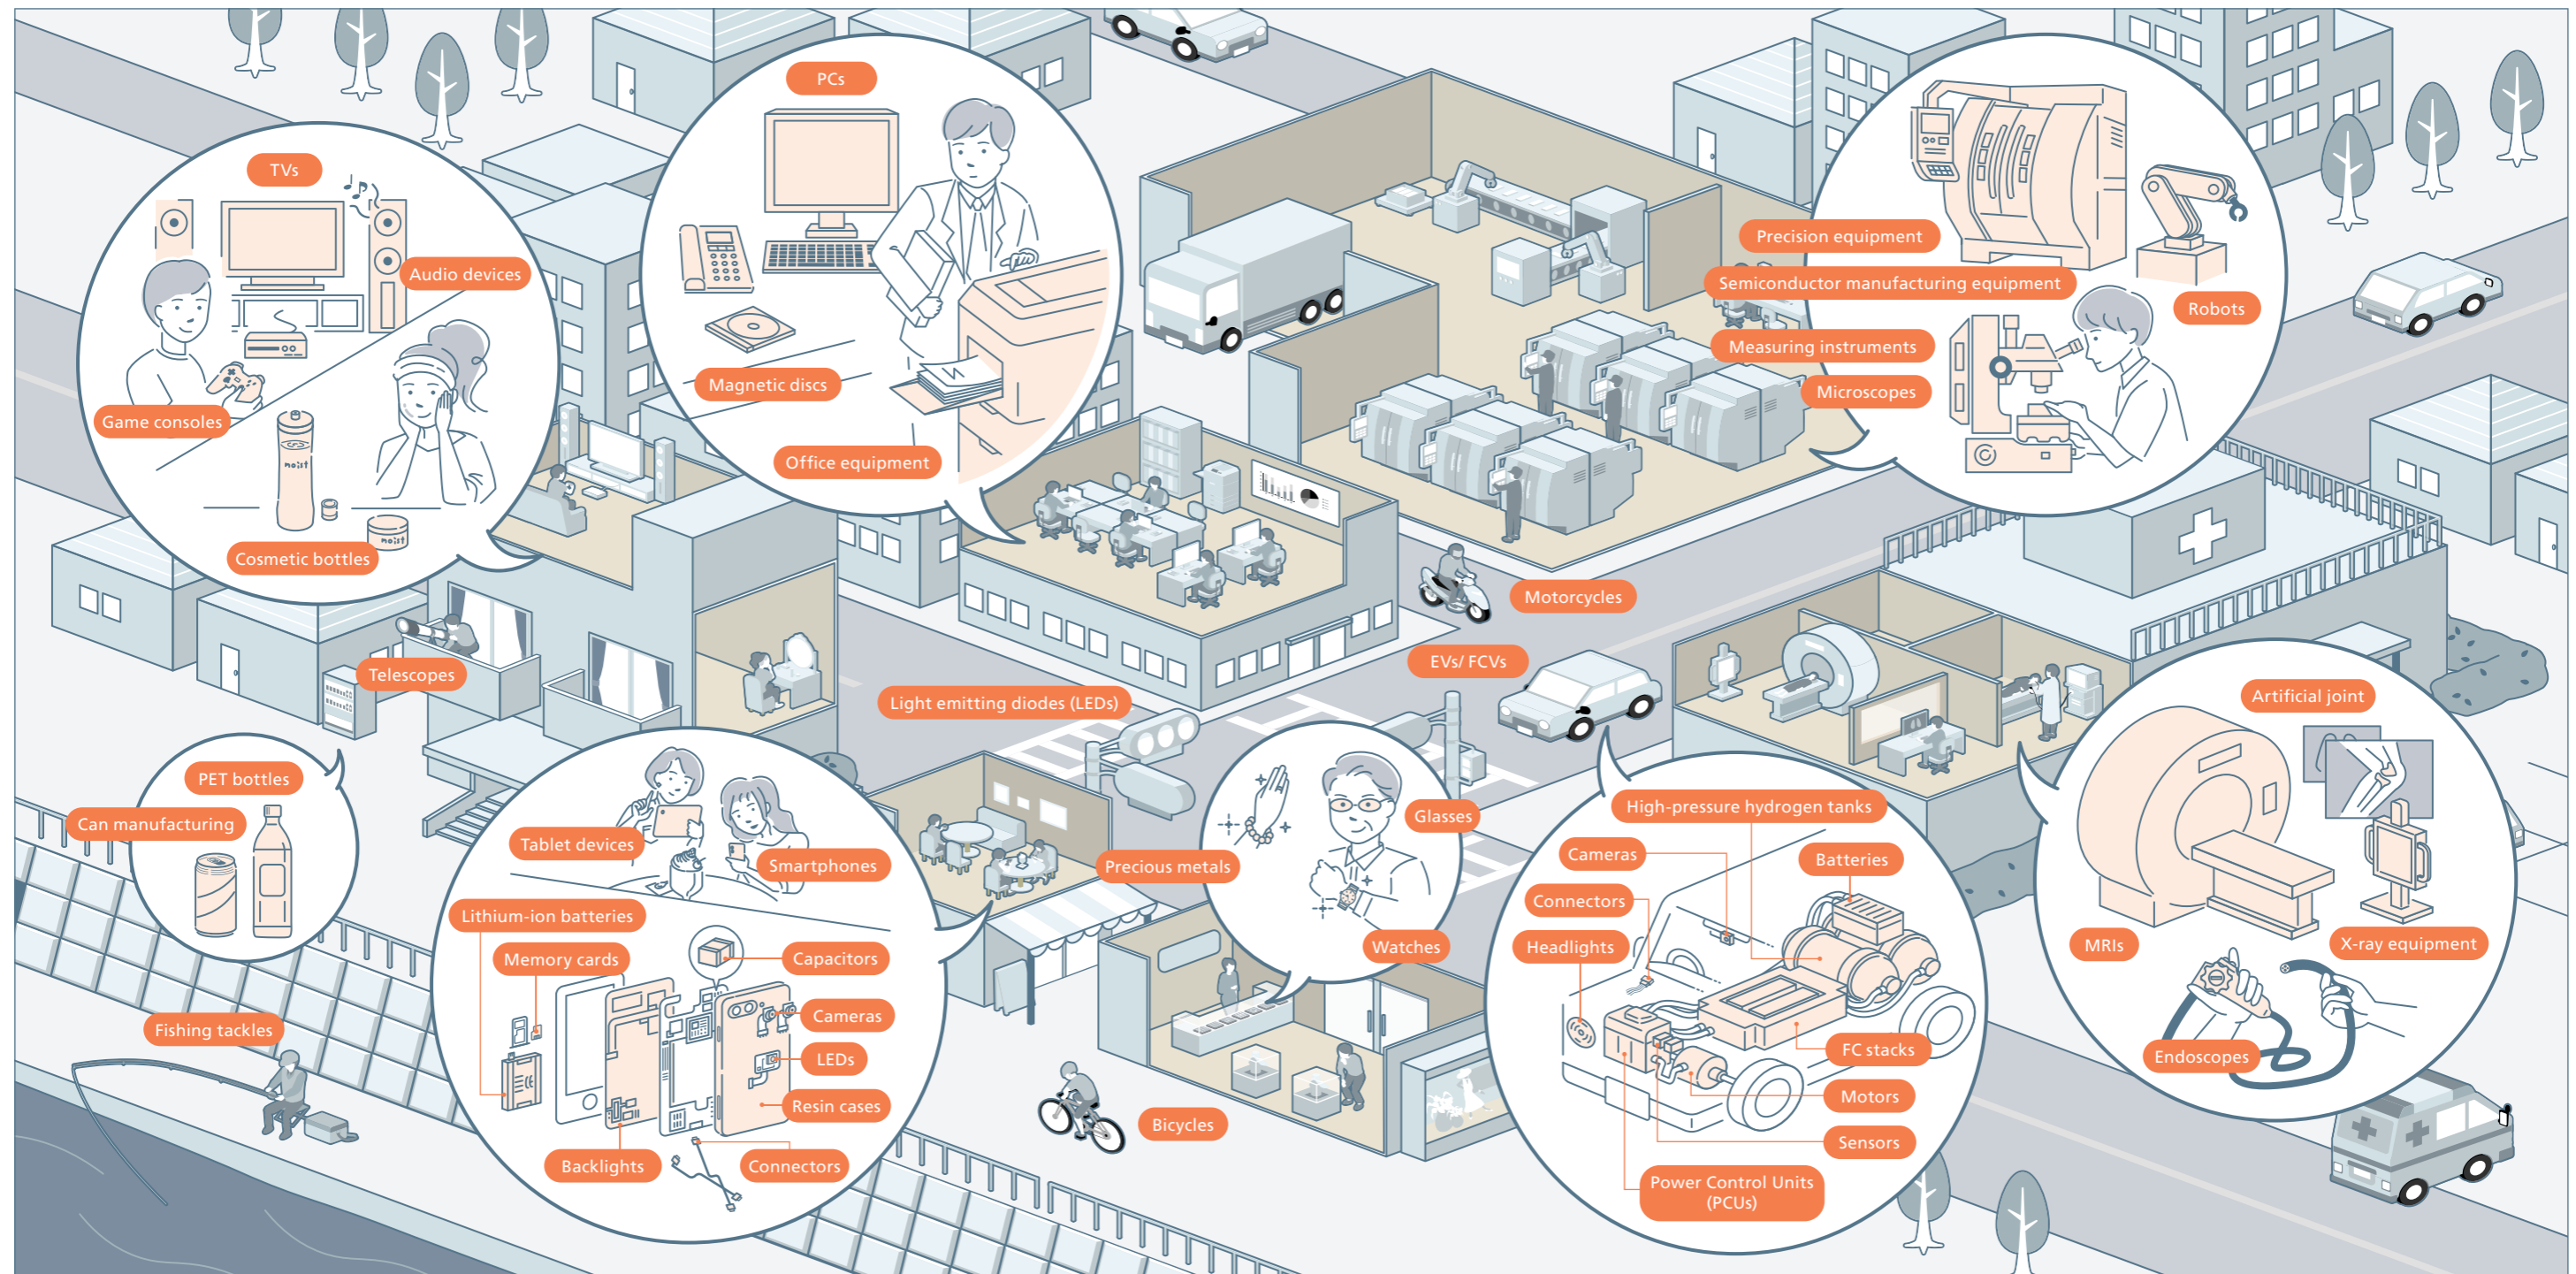 PCs
TVs
Audio devices
Game consoles
moist
moist
Cosmetic bottles
Magnetic discs
Office equipment
Precision equipment
Semiconductor manufacturing equipment
Robots
Measuring instruments
Microscopes
Motorcycles
EVs/ FCVs
Telescopes
Light emitting diodes (LEDs)
PET bottles
Can manufacturing
Tablet devices
Smartphones
Lithium-ion batteries
Memory cards
Capacitors
Cameras
LEDs
Resin cases
Backlights
Connectors
Fishing tackles
Glasses
Precious metals
Watches
Bicycles
High-pressure hydrogen tanks
Cameras
Batteries
Connectors
Headlights
FC stacks
Motors
Sensors
Power Control Units
(PCUs)
Artificial joint
MRIs
X-ray equipment
Endoscopes